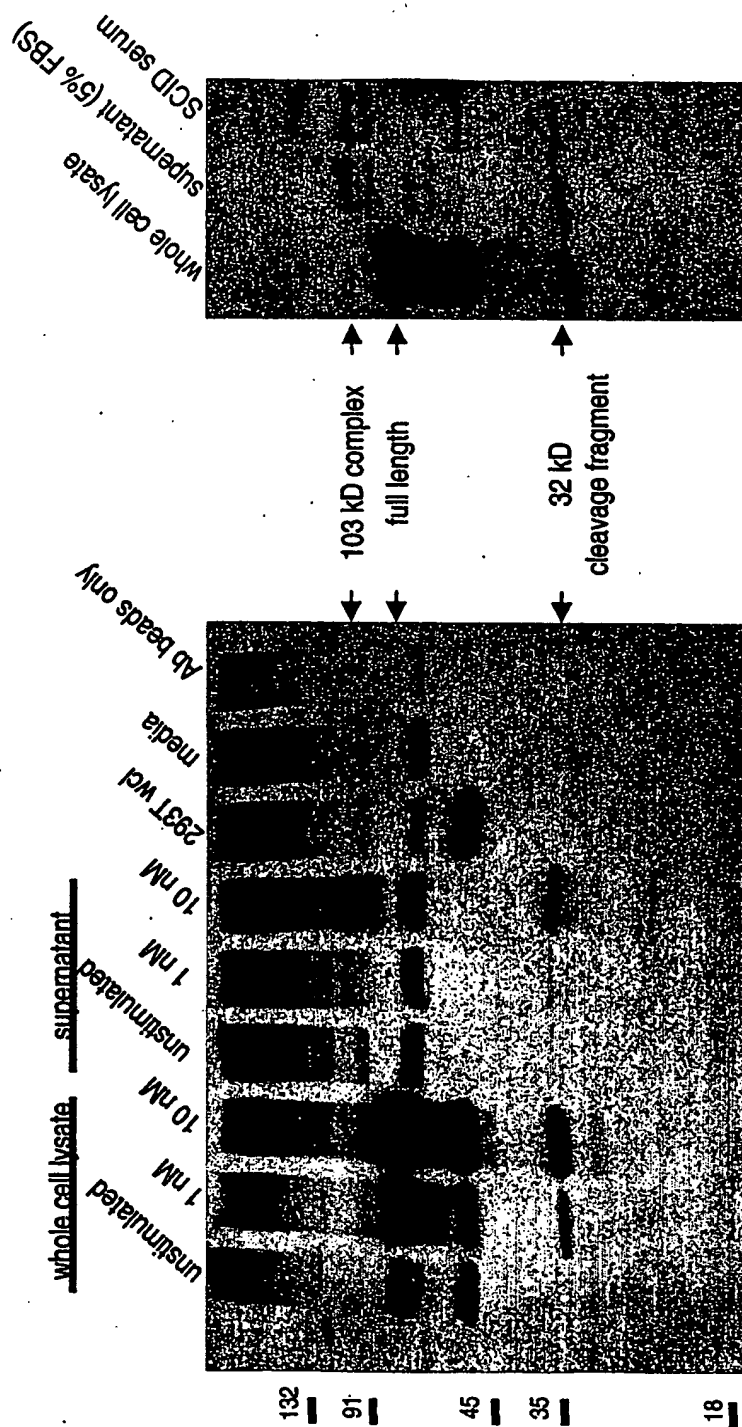 whole cell lysate
supernatant
unstimulated
1 nM
10 nM
unstimulated
1 nM
10 nM
293T wcl
media
Ab beads only
whole cell lysate
supernatant (5% FBS)
SCID serum
132
91
45
35
18
103 kD complex
full length
32 kD
cleavage fragment